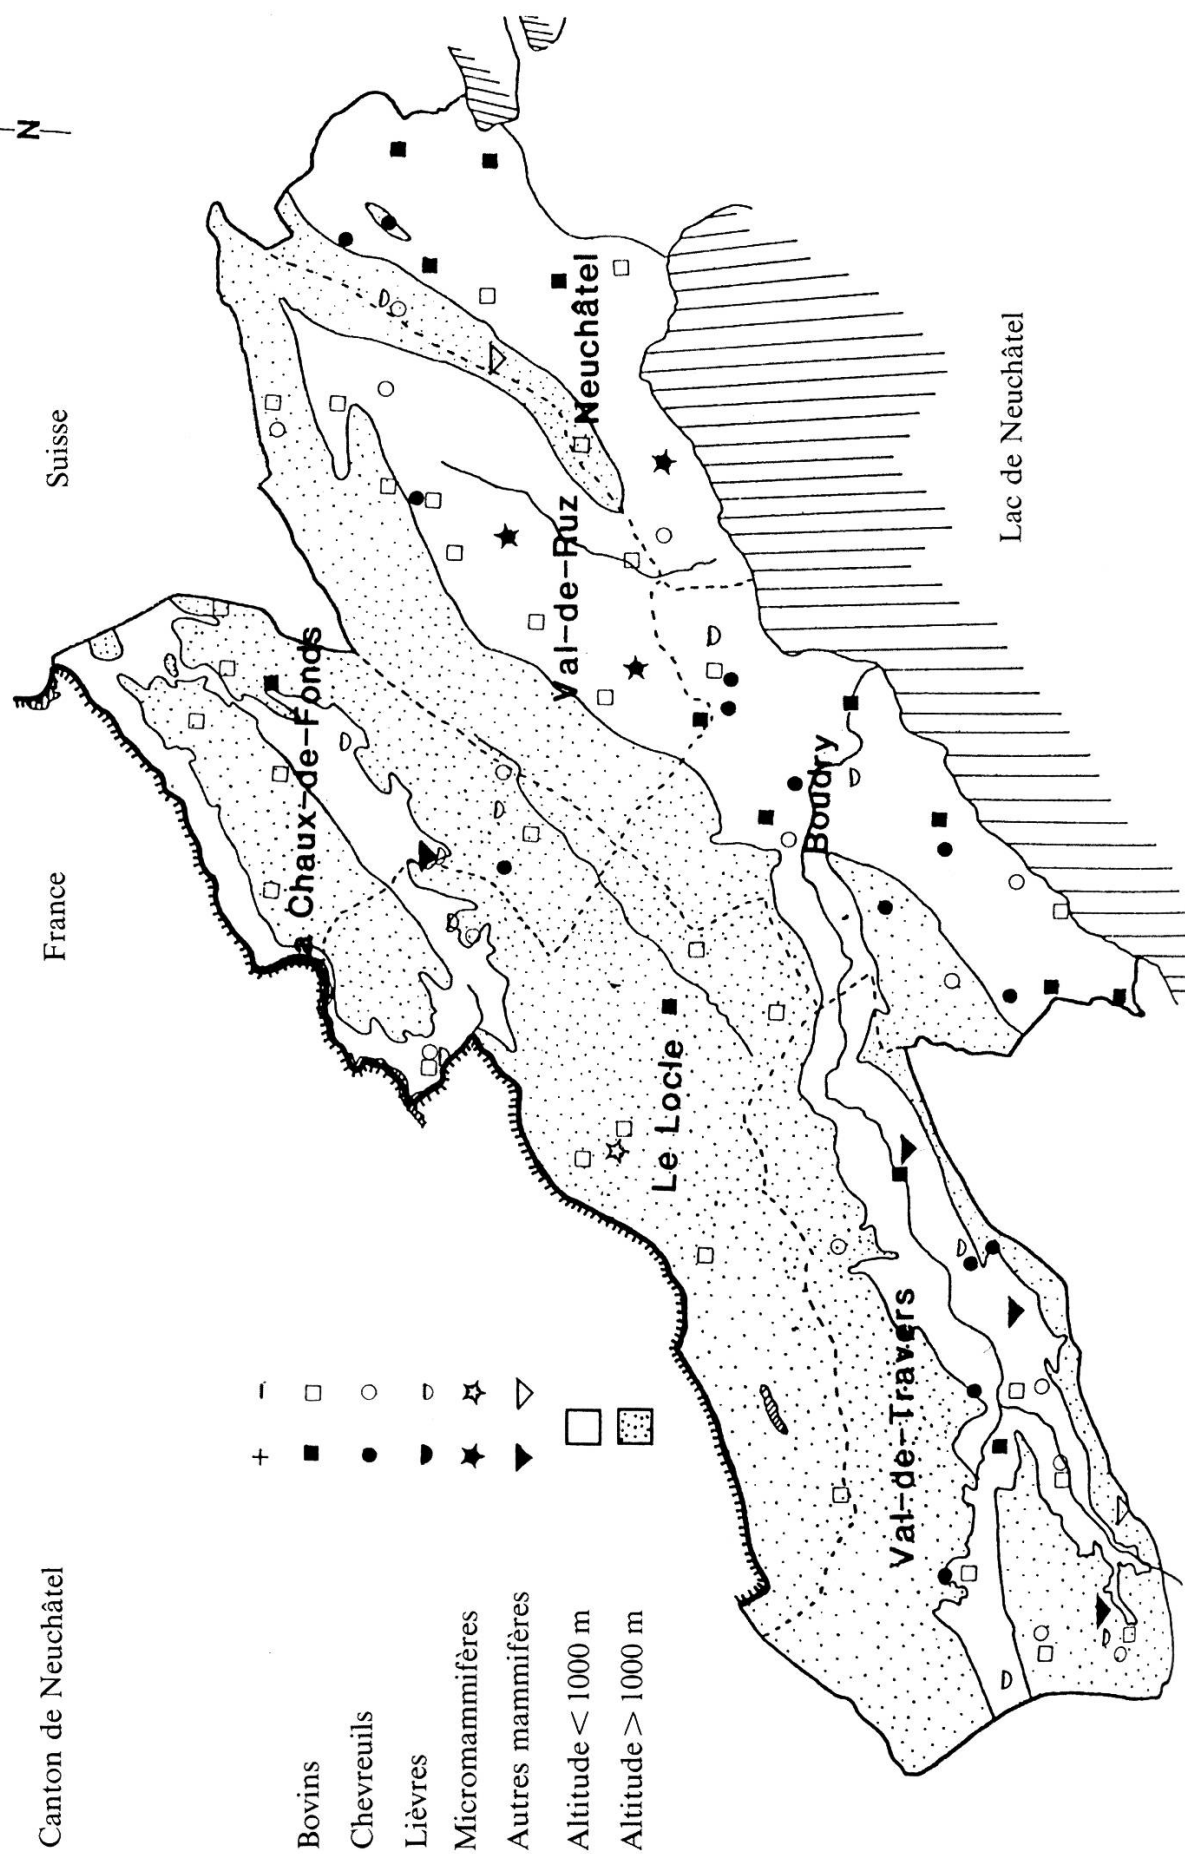 Canton de Neuchâtel
France
Suisse
N
+ −
Bovins
Chevreuils
Lièvres
Micromammifères
Autres mammifères
Altitude < 1000 m
Altitude > 1000 m
a Chaux-de-Fonds
Le Locle
Val-de-Ruz
Neuchâtel
Val-de-Travers
Boudry
Lac de Neuchâtel